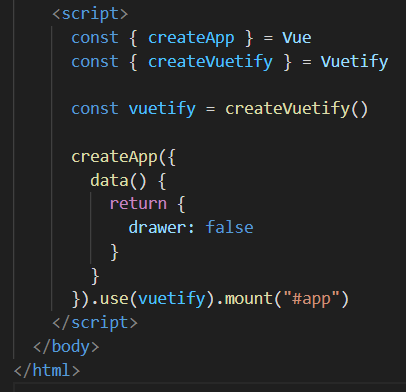 <script>
const { createApp } = Vue
const { createVuetify } = Vuetify
const vuetify = createVuetify()
createApp({
data() {
return {
drawer: false
}
}
}).use(vuetify).mount("#app")
</script>
</body>
</html>